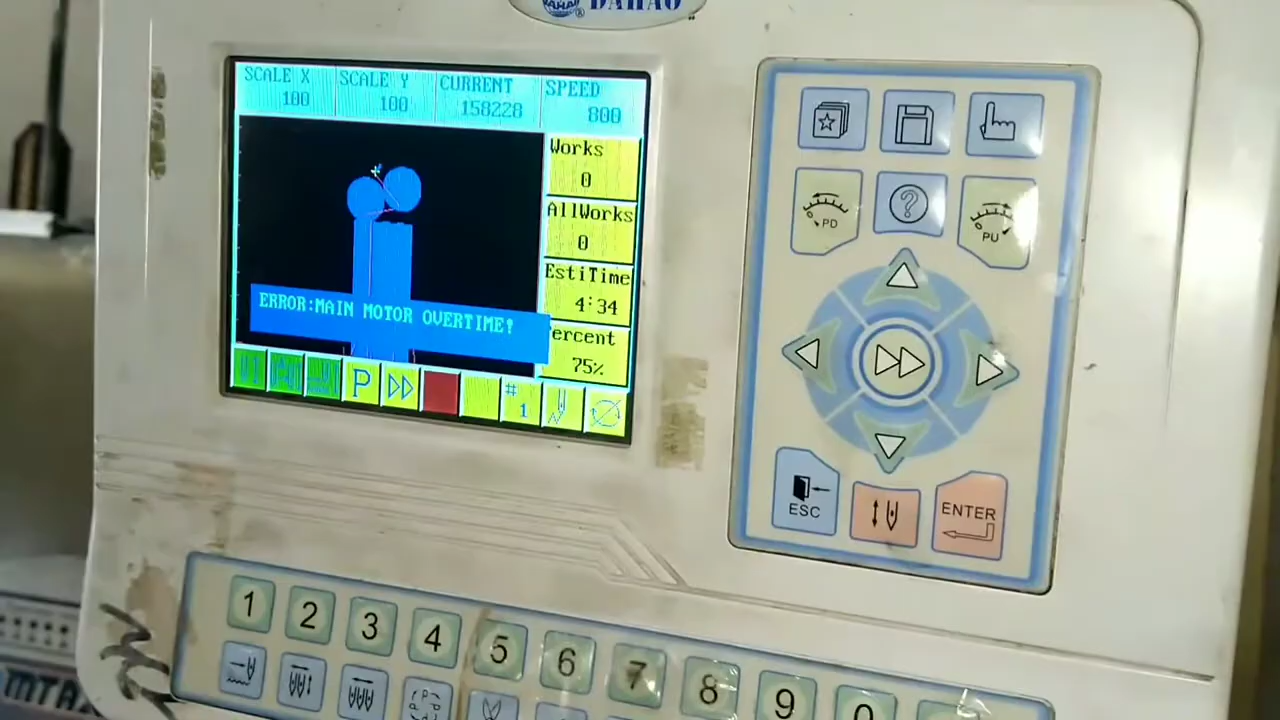 DAHAO
SCALE X
100
SCALE Y
100
CURRENT
158228
SPEED
800
Works
0
AllWorks
0
EstiTime
4:34
Percent
75%
ERROR:MAIN MOTOR OVERTIME!
P
#
1
PD
?
PU
ESC
ENTER
1
2
3
4
5
6
7
8
9
0